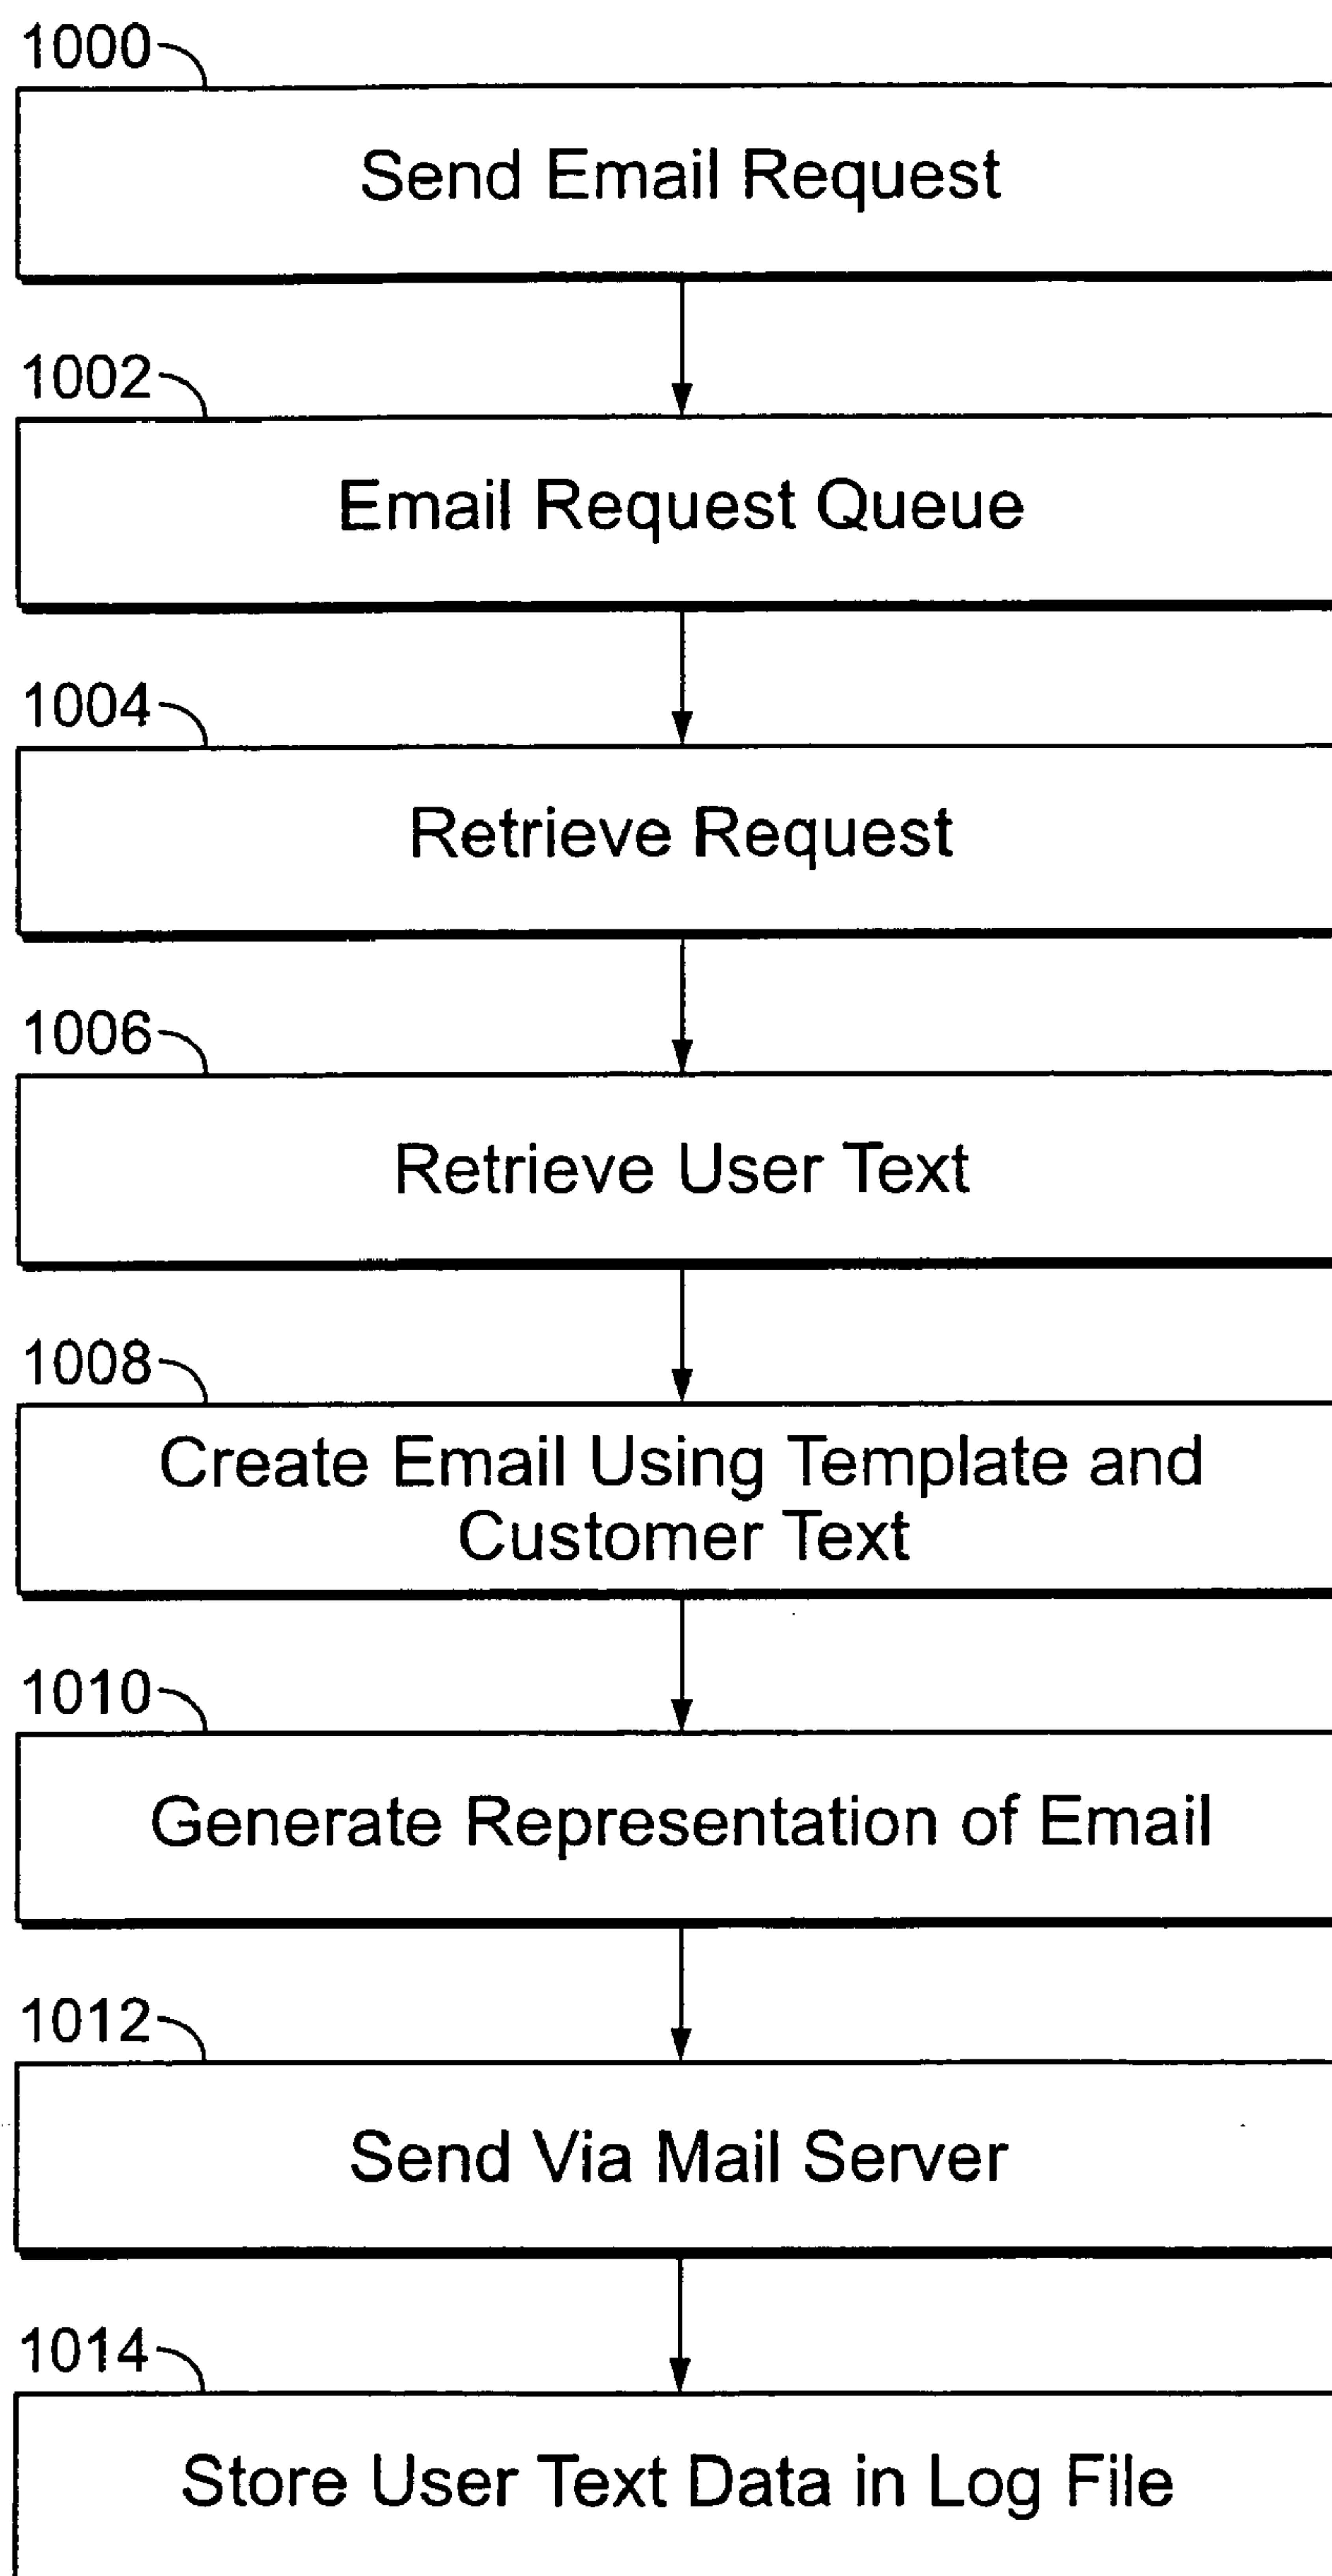 1000
Send Email Request
1002
Email Request Queue
1004
Retrieve Request
1006
Retrieve User Text
1008
Create Email Using Template and
Customer Text
1010
Generate Representation of Email
1012
Send Via Mail Server
1014
Store User Text Data in Log File